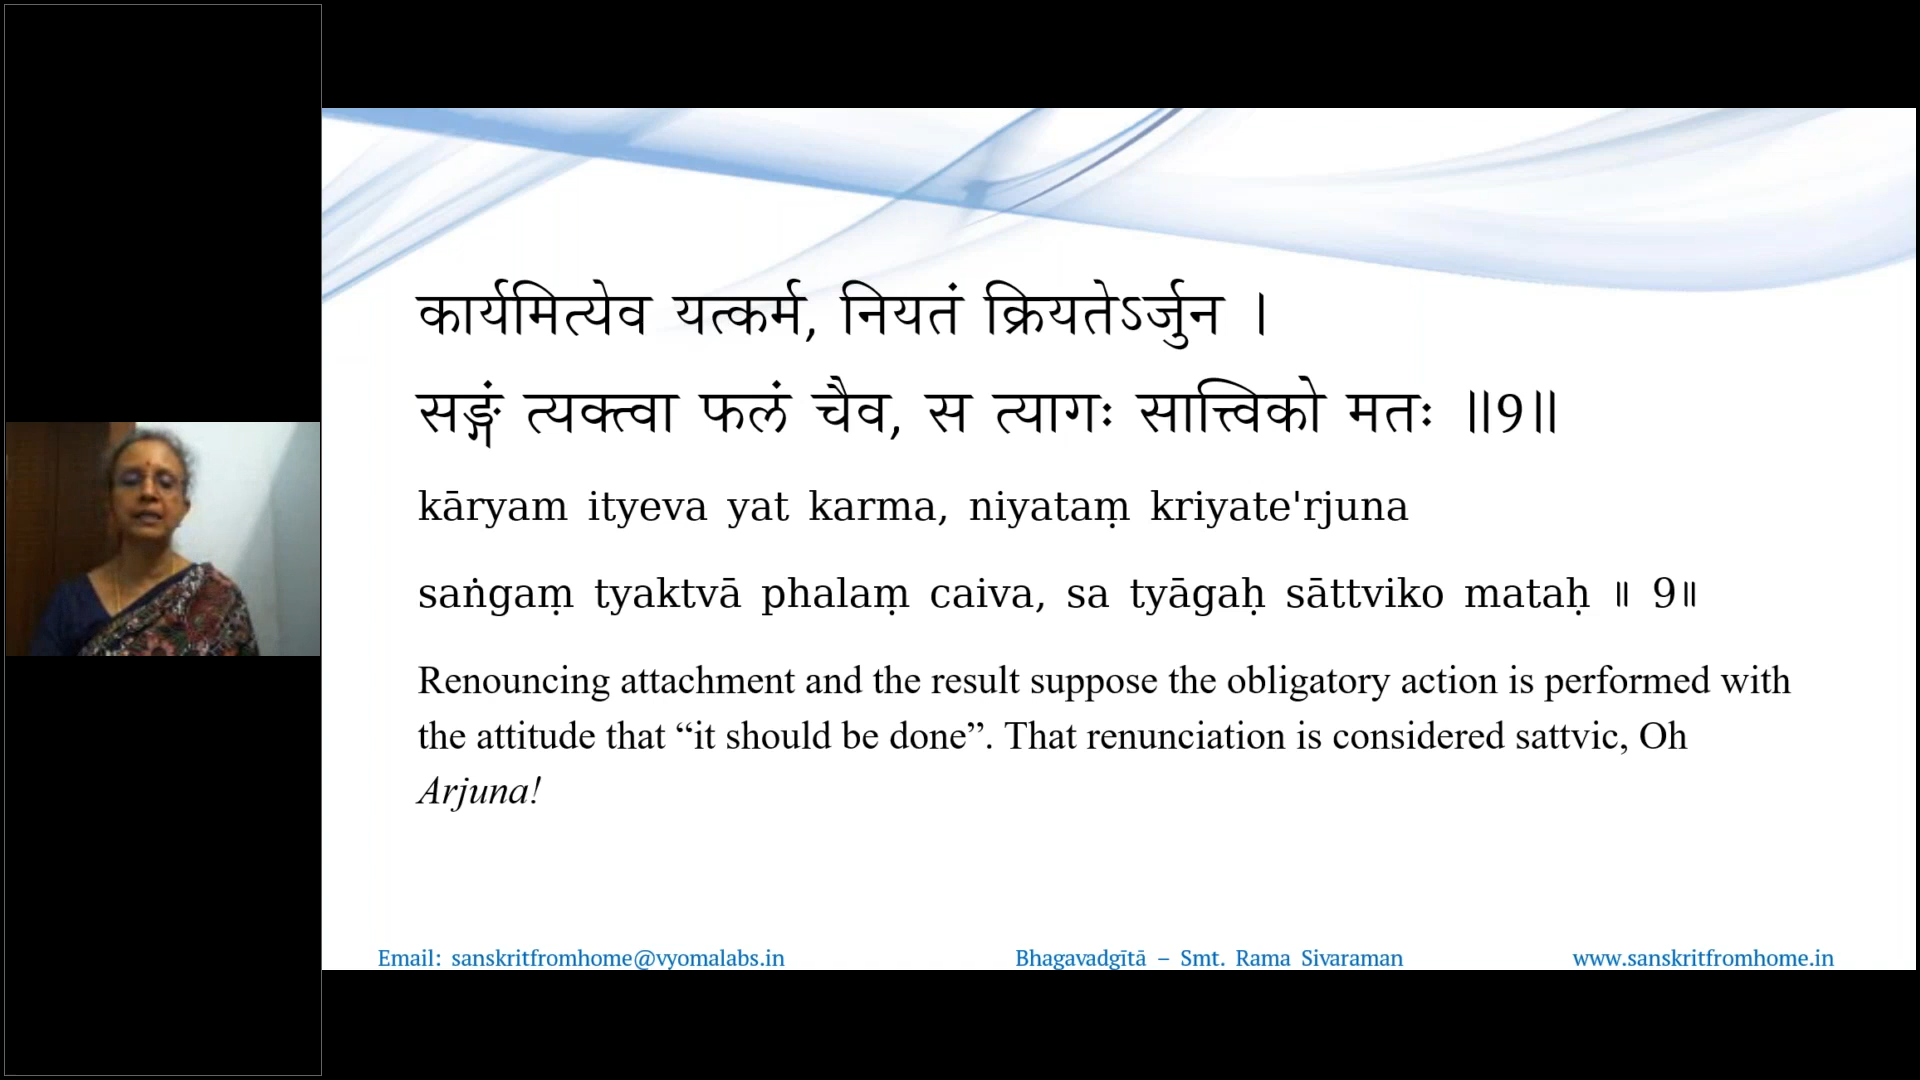 कार्यमित्येव यत्कर्म, नियतं क्रियतेऽर्जुन ।
सङ्गं त्यक्त्वा फलं चैव, स त्यागः सात्त्विको मतः ॥9॥
kāryam ityeva yat karma, niyataṃ kriyate'rjuna
saṅgaṃ tyaktvā phalaṃ caiva, sa tyāgaḥ sāttviko mataḥ ॥ 9॥
Renouncing attachment and the result suppose the obligatory action is performed with
the attitude that “it should be done”. That renunciation is considered sattvic, Oh
Arjuna!
Email: sanskritfromhome@vyomalabs.in Bhagavadgītā – Smt. Rama Sivaraman www.sanskritfromhome.in